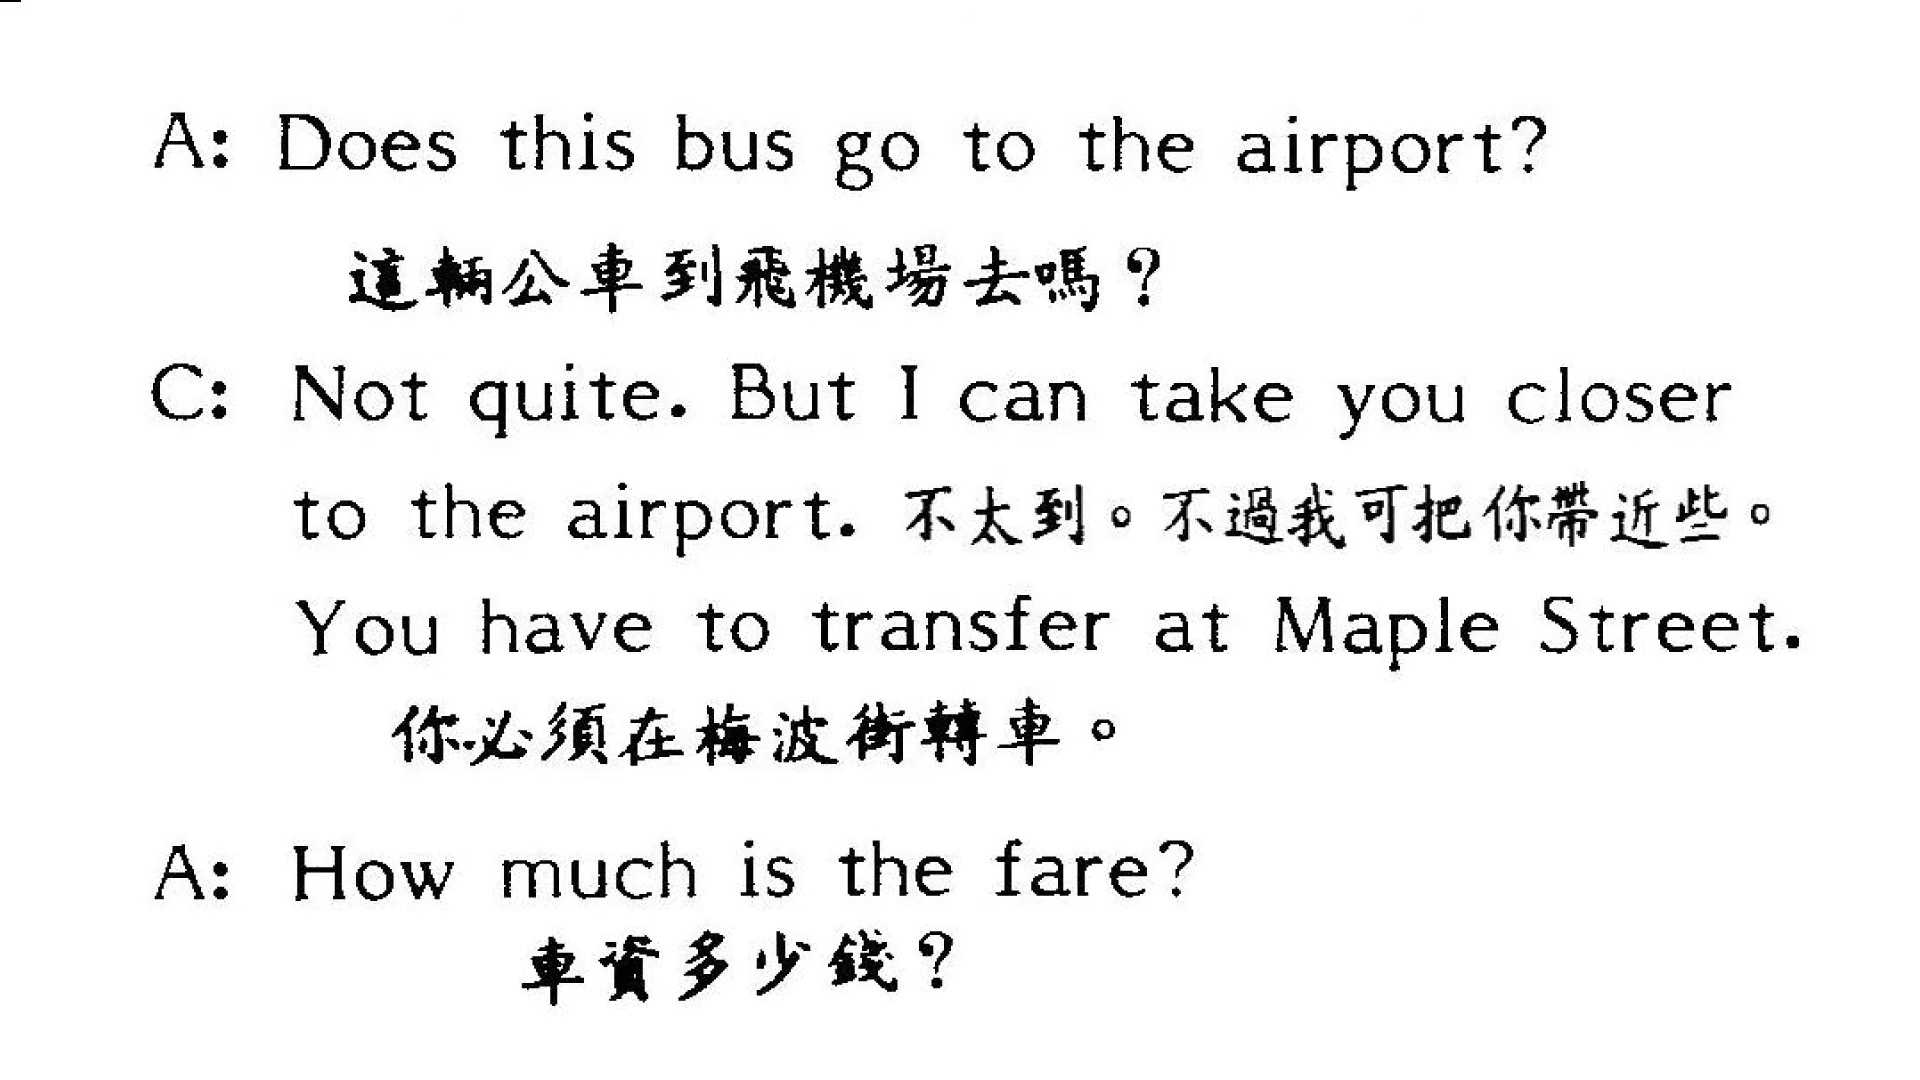 A: Does this bus go to the airport?
這輛公車到飛機場去嗎？
C: Not quite. But I can take you closer
to the airport. 不太到。不過我可把你帶近些。
You have to transfer at Maple Street.
你必須在梅波街轉車。
A: How much is the fare?
車資多少錢？